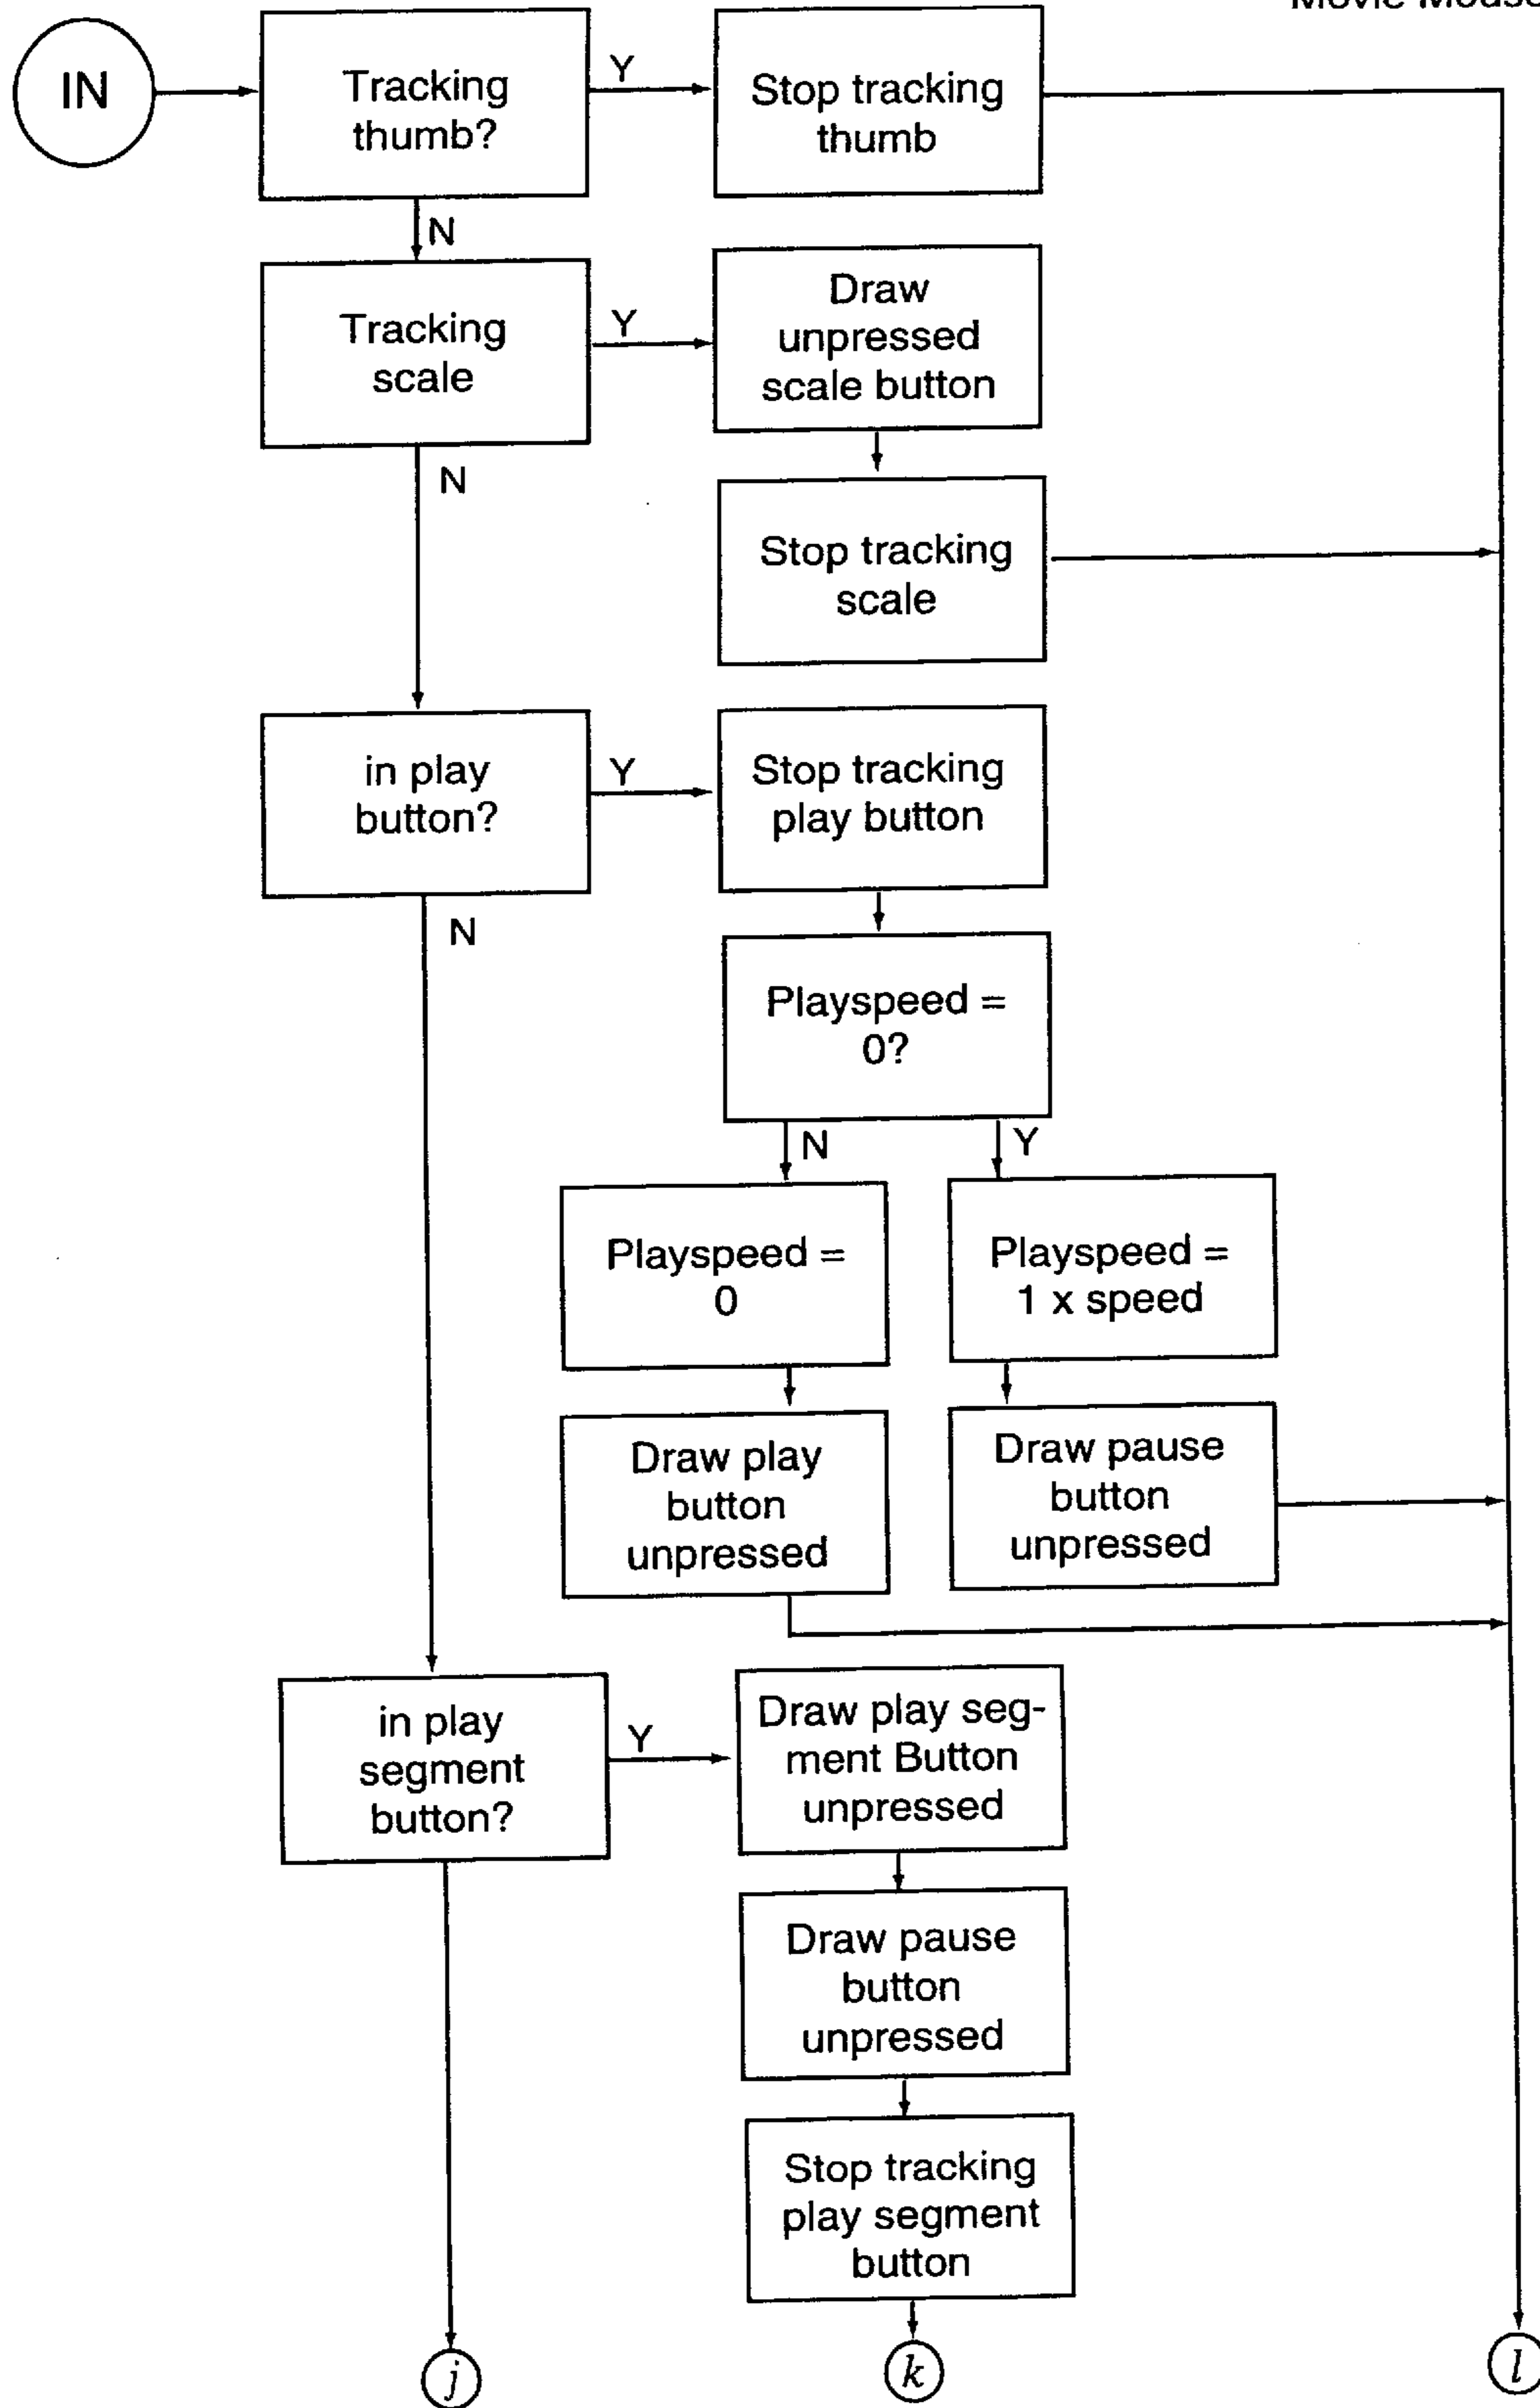 Movie Mouse
IN
Tracking
thumb?
Y
Stop tracking
thumb
N
Tracking
scale
Y
Draw
unpressed
scale button
N
Stop tracking
scale
in play
button?
Y
Stop tracking
play button
N
Playspeed =
0?
N
Y
Playspeed =
0
Playspeed =
1 x speed
Draw play
button
unpressed
Draw pause
button
unpressed
in play
segment
button?
Y
Draw play seg-
ment Button
unpressed
Draw pause
button
unpressed
Stop tracking
play segment
button
j
k
l